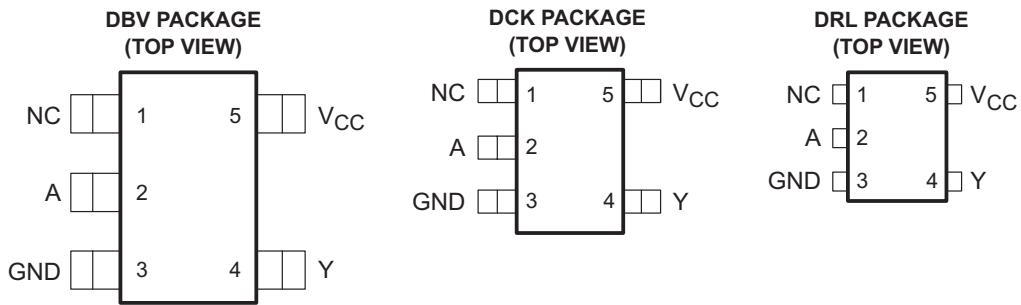 DBV PACKAGE
(TOP VIEW)
NC 1 5 VCC
A 2
GND 3 4 Y
DCK PACKAGE
(TOP VIEW)
NC 1 5 VCC
A 2
GND 3 4 Y
DRL PACKAGE
(TOP VIEW)
NC 1 5 VCC
A 2
GND 3 4 Y